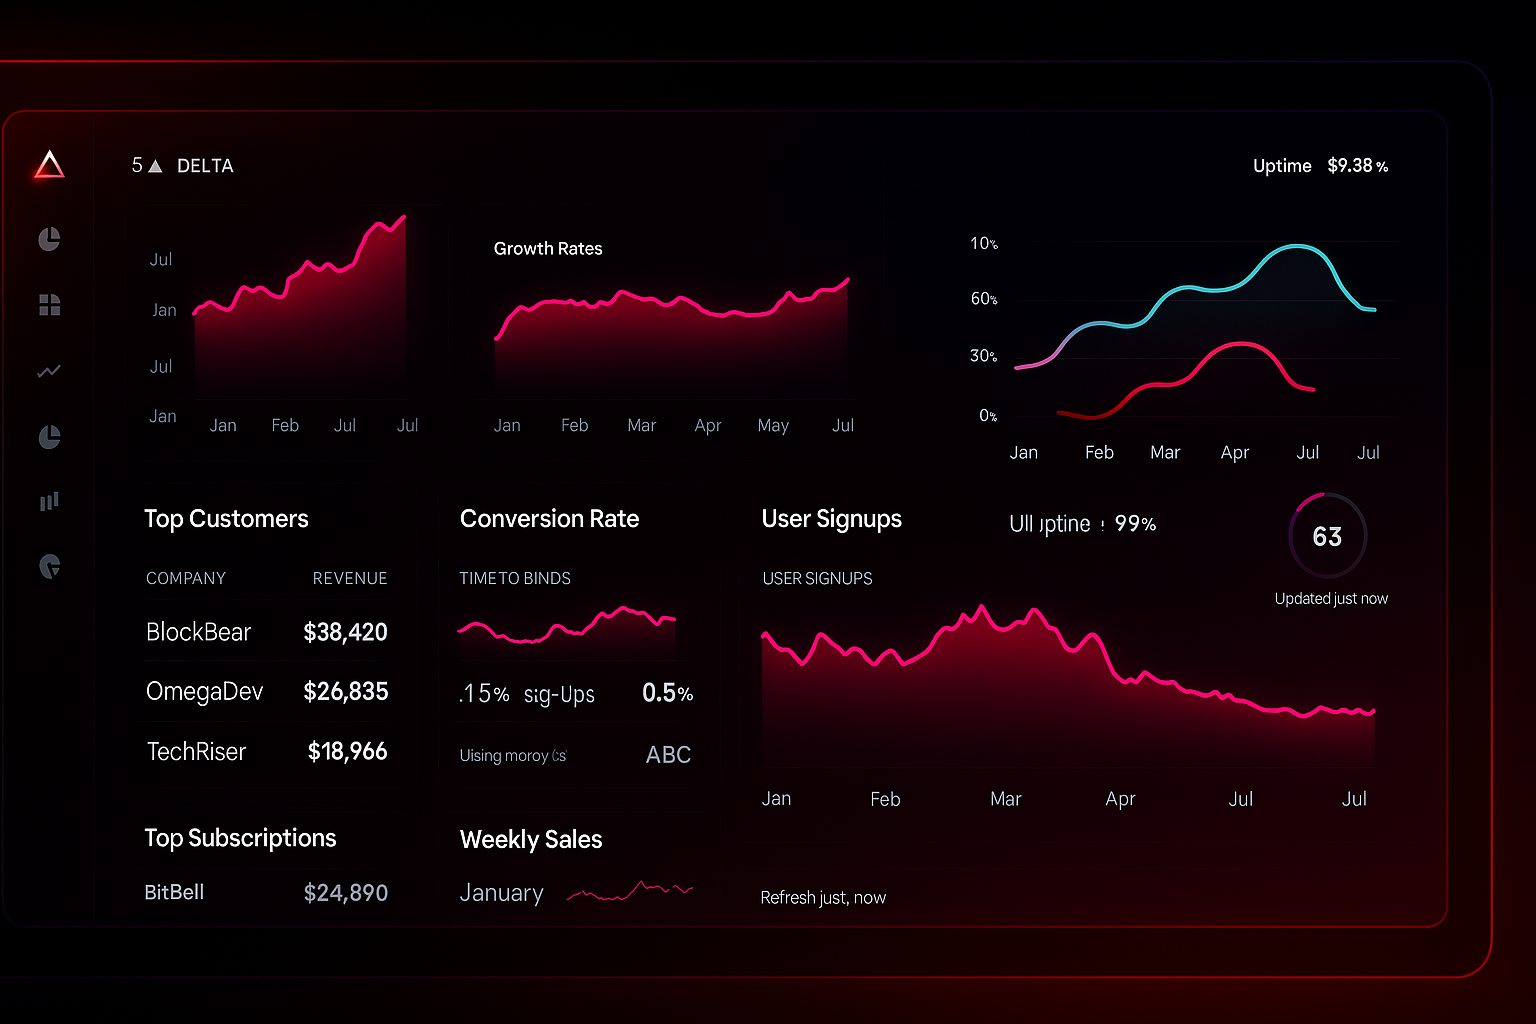 5▲ DELTA
Uptime $9.38 %
Jul
Jan
Jul
Jan
Jan Feb Jul Jul
Growth Rates
Jan Feb Mar Apr May Jul
10%
60%
30%
0%
Jan Feb Mar Apr Jul Jul
Top Customers
COMPANY REVENUE
BlockBear $38,420
OmegaDev $26,835
TechRiser $18,966
Top Subscriptions
BitBell $24,890
Conversion Rate
TIMETO BINDS
.15% sig-Ups 0.5%
Uising moroy ABC
Weekly Sales
January
User Signups
USER SIGNUPS
Ull 99%
63
Updated just now
Jan Feb Mar Apr Jul Jul
Refresh just, now